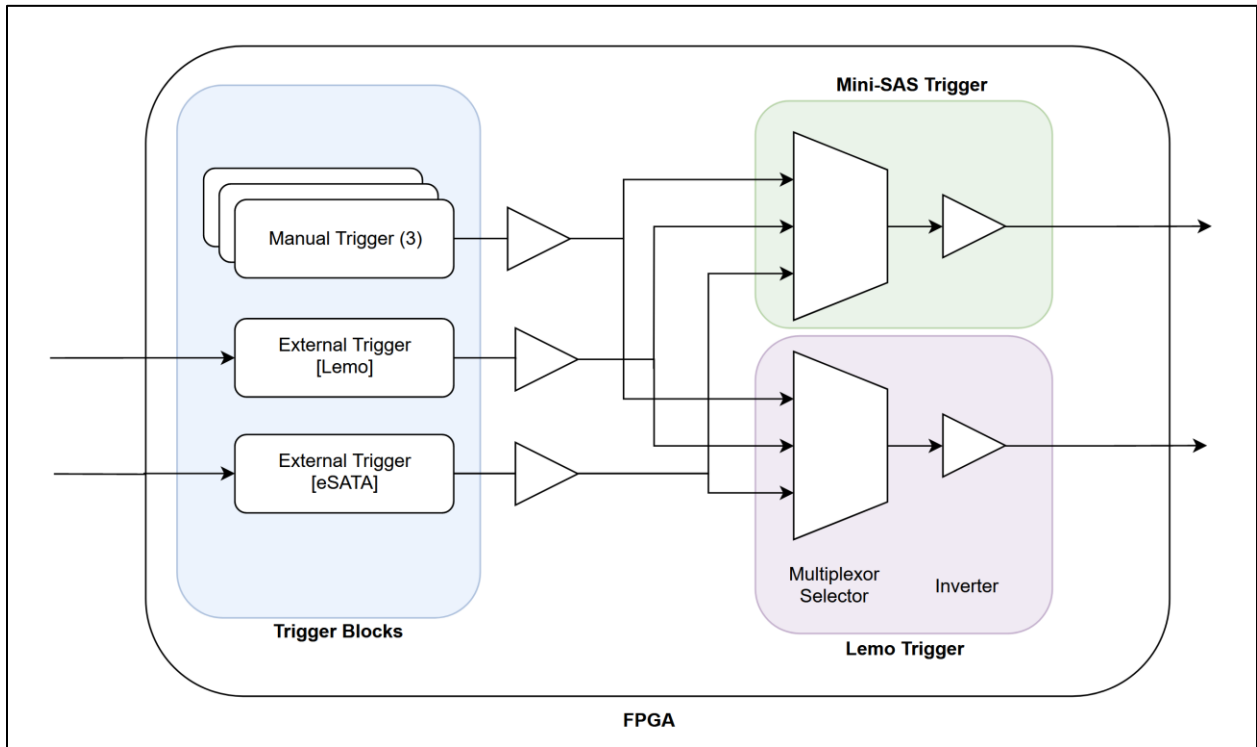 Mini-SAS Trigger
Manual Trigger (3)
External Trigger
[Lemo]
External Trigger
[eSATA]
Multiplexor
Selector
Inverter
Trigger Blocks
Lemo Trigger
FPGA